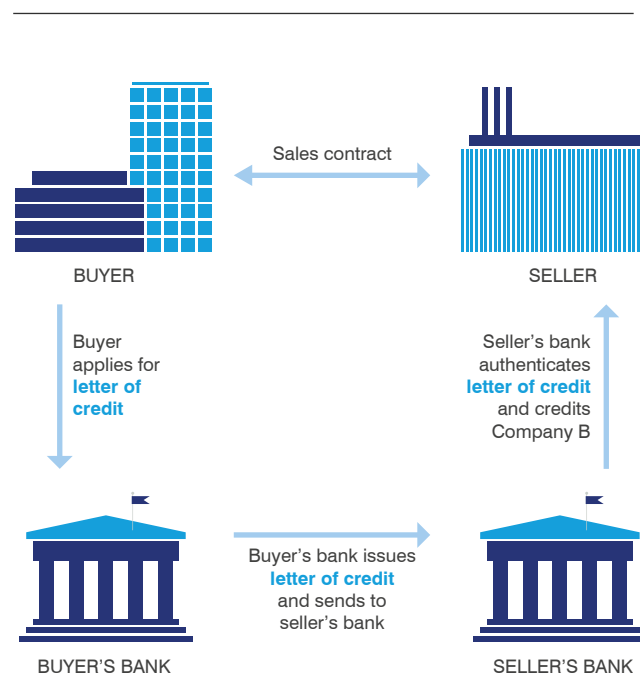 Sales contract
BUYER
SELLER
Buyer
applies for
letter of
credit
Seller’s bank
authenticates
letter of credit
and credits
Company B
Buyer’s bank issues
letter of credit
and sends to
seller’s bank
BUYER’S BANK
SELLER’S BANK